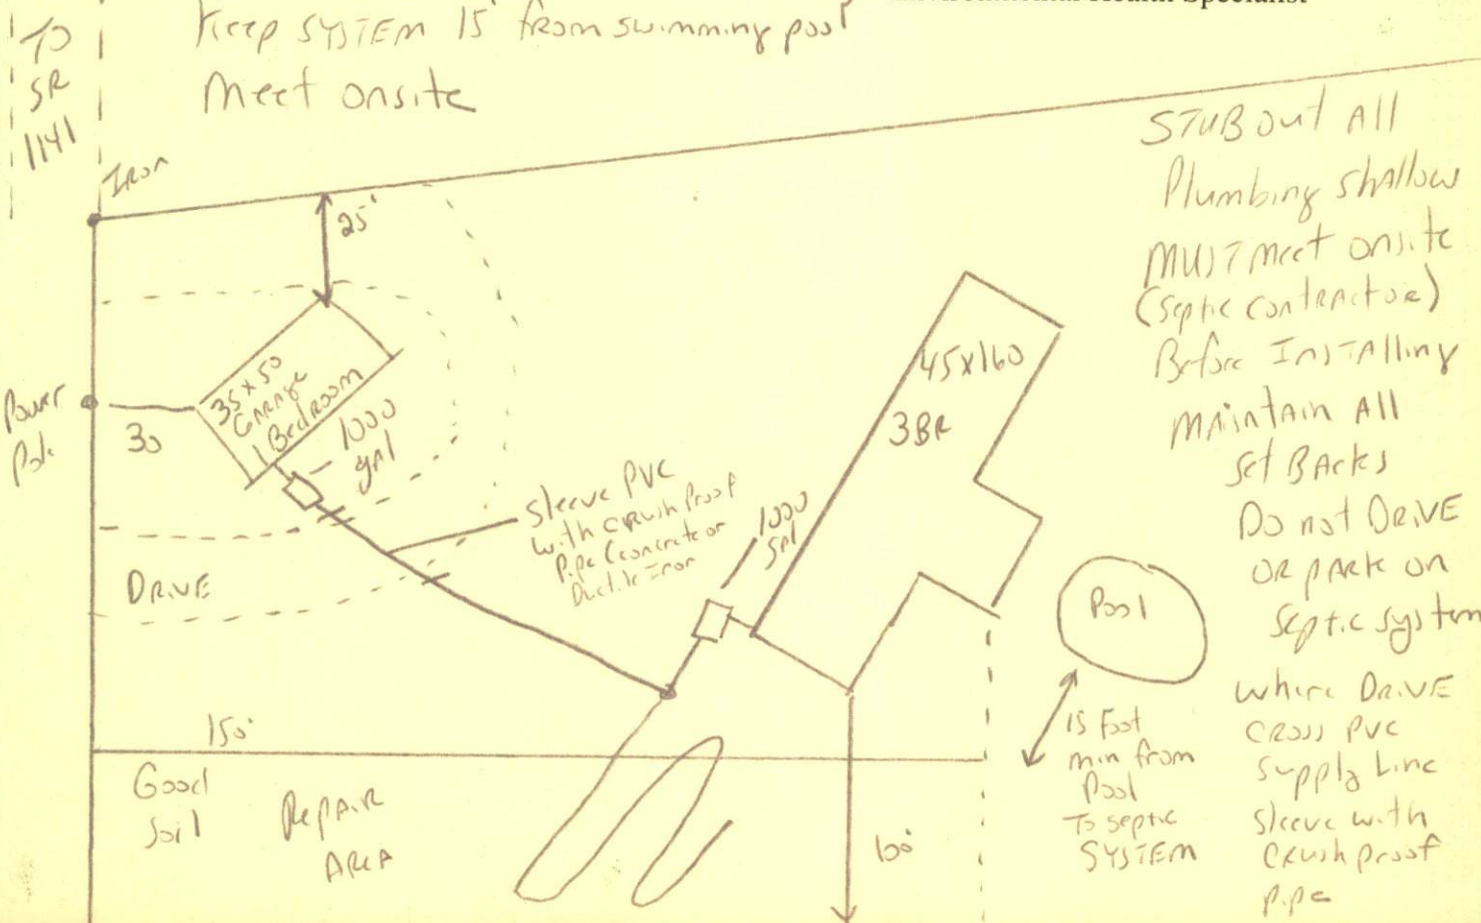 Environmental Health Specialist
Keep SYSTEM 15' from swimming pool
Meet onsite
TO
SR
1141
Iron
25'
Power
Pole
30
35 x 50
GARAGE
1 Bedroom
1000
gal
DRIVE
Sleeve PVC
with crush Proof
Pipe (concrete or
Ductile Iron
1000
gal
45x160
3BR
Pool
15 Foot
min from
Pool
To septic
SYSTEM
150'
Good
Soil
RepAiR
AREA
STUB out All
Plumbing shallow
MUST meet onsite
(septic contractor)
Before INSTAlling
MAintain All
Set BAcks
Do not DRiVE
OR pARk on
Septic system
where DRiVE
cross PVC
supply Line
sleeve with
crush proof
pipe